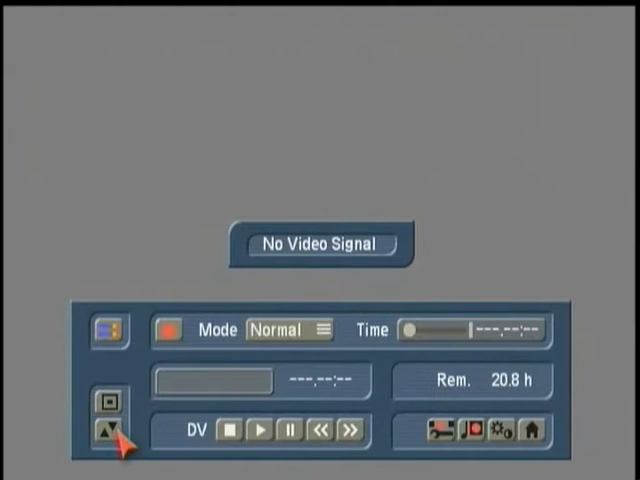 No Video Signal
Mode Normal Time ---.--:--
---.--:-- Rem. 20.8 h
DV